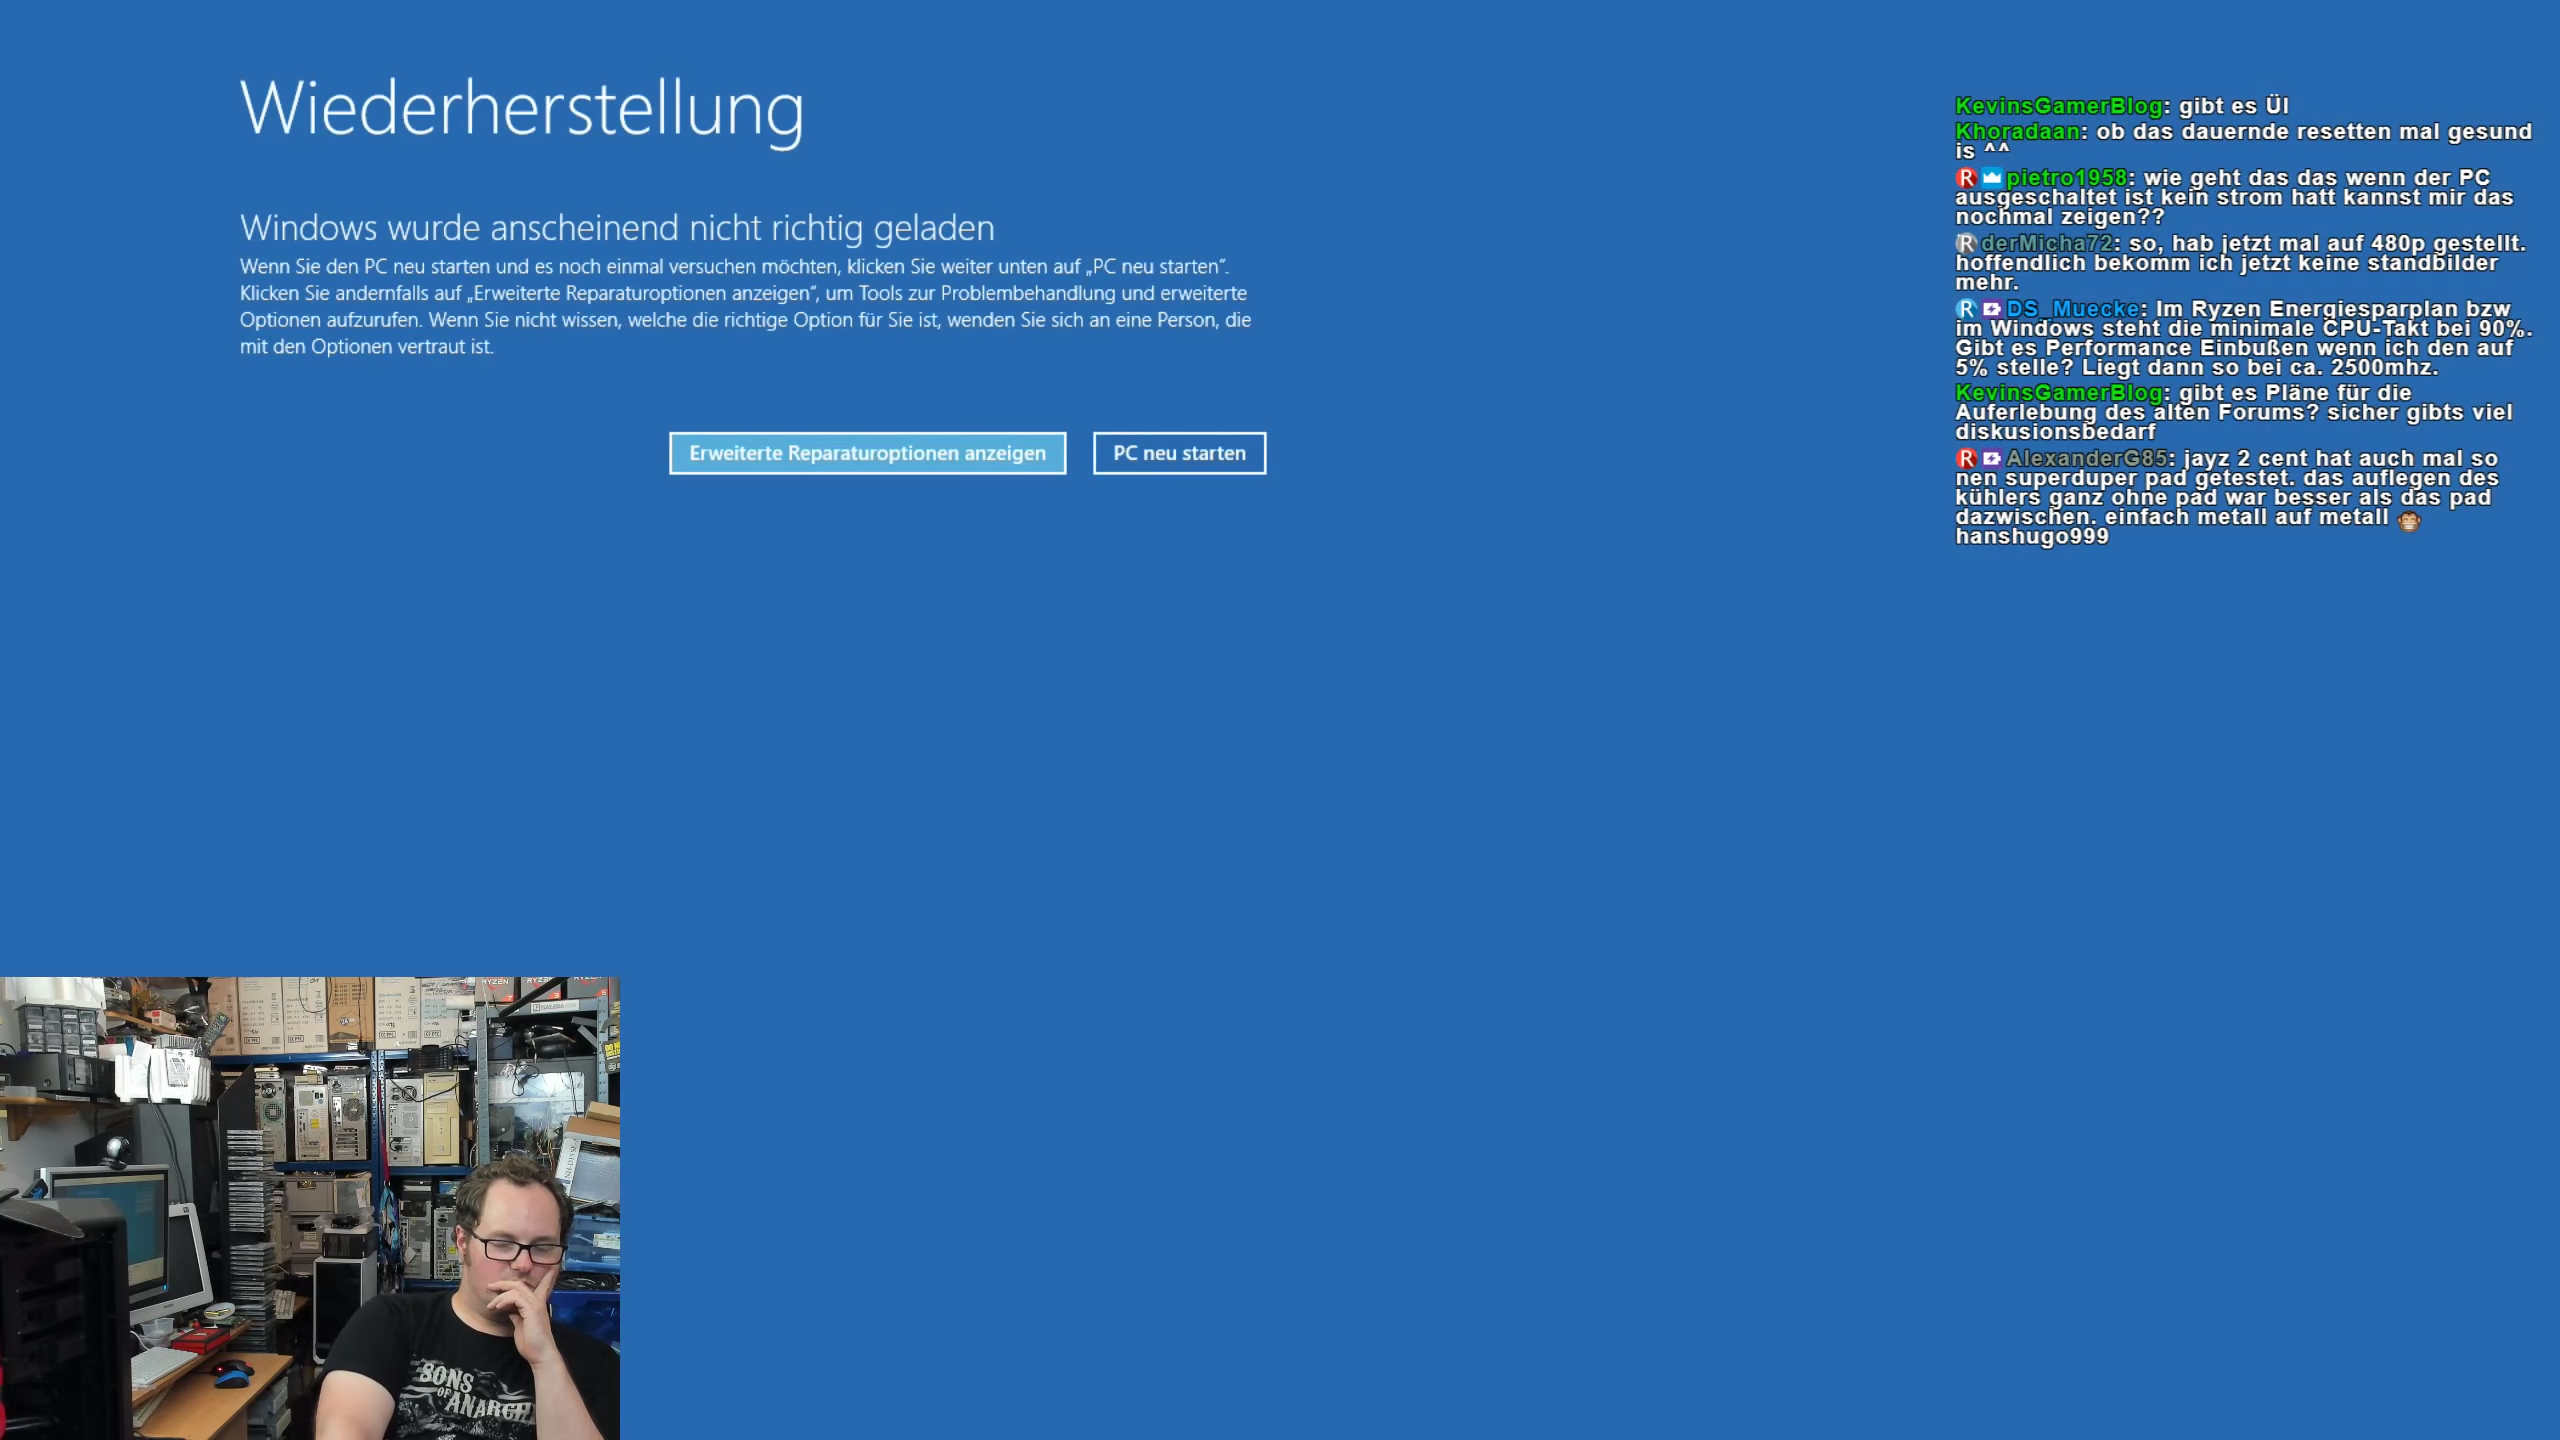 Wiederherstellung
Windows wurde anscheinend nicht richtig geladen
Wenn Sie den PC neu starten und es noch einmal versuchen möchten, klicken Sie weiter unten auf „PC neu starten“.
Klicken Sie andernfalls auf „Erweiterte Reparaturoptionen anzeigen“, um Tools zur Problembehandlung und erweiterte
Optionen aufzurufen. Wenn Sie nicht wissen, welche die richtige Option für Sie ist, wenden Sie sich an eine Person, die
mit den Optionen vertraut ist.
Erweiterte Reparaturoptionen anzeigen
PC neu starten
KevinsGamerBlog: gibt es Ül
Khoradaan: ob das dauernde resetten mal gesund
is ^^
R pietro1958: wie geht das das wenn der PC
ausgeschaltet ist kein strom hatt kannst mir das
nochmal zeigen??
R derMicha72: so, hab jetzt mal auf 480p gestellt.
hoffendlich bekomm ich jetzt keine standbilder
mehr.
R DS_Muecke: Im Ryzen Energiesparplan bzw
im Windows steht die minimale CPU-Takt bei 90%.
Gibt es Performance Einbußen wenn ich den auf
5% stelle? Liegt dann so bei ca. 2500mhz.
KevinsGamerBlog: gibt es Pläne für die
Auferlebung des alten Forums? sicher gibts viel
diskusionsbedarf
R AlexanderG85: jayz 2 cent hat auch mal so
nen superduper pad getestet. das auflegen des
kühlers ganz ohne pad war besser als das pad
dazwischen. einfach metall auf metall
hanshugo999
RYZEN
RYZEN
SONS
OF
ANARCH